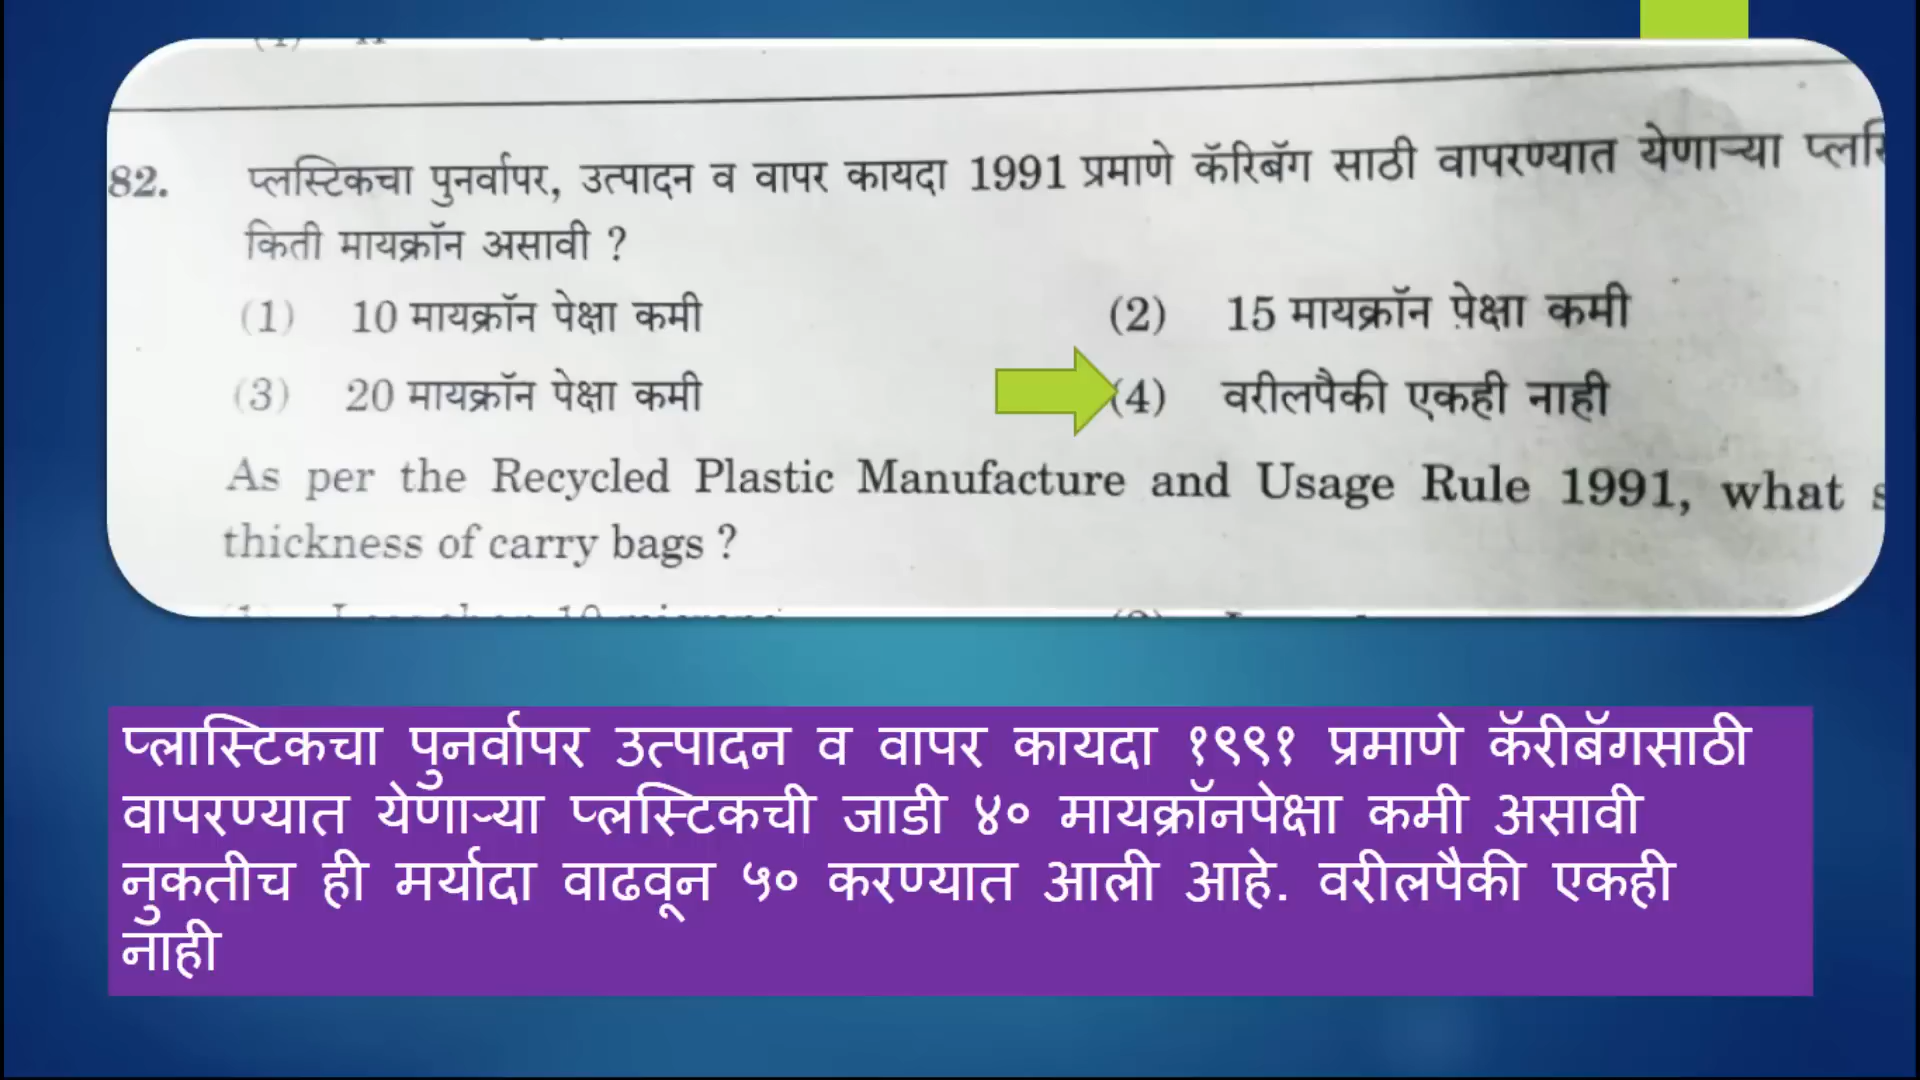 82. प्लस्टिकचा पुनर्वापर, उत्पादन व वापर कायदा 1991 प्रमाणे कॅरिबॅग साठी वापरण्यात येणाऱ्या
किती मायक्रॉन असावी ?
(1) 10 मायक्रॉन पेक्षा कमी (2) 15 मायक्रॉन पेक्षा कमी
(3) 20 मायक्रॉन पेक्षा कमी (4) वरीलपैकी एकही नाही
As per the Recycled Plastic Manufacture and Usage Rule 1991, what
thickness of carry bags ?
प्लास्टिकचा पुनर्वापर उत्पादन व वापर कायदा १९९१ प्रमाणे कॅरीबॅगसाठी
वापरण्यात येणाऱ्या प्लस्टिकची जाडी ४० मायक्रॉनपेक्षा कमी असावी
नुकतीच ही मर्यादा वाढवून ५० करण्यात आली आहे. वरीलपैकी एकही
नाही